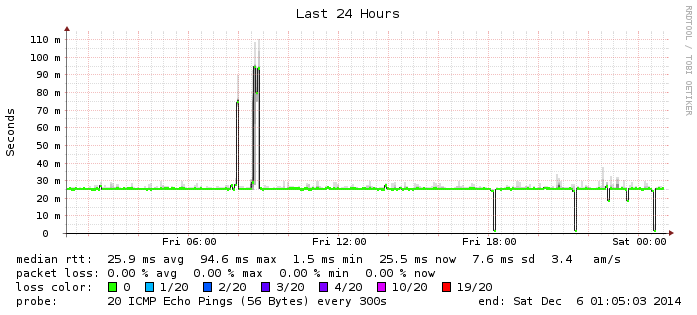 Last 24 Hours
RRDTOOL / TOBI OETIKER
Seconds
110 m
100 m
90 m
80 m
70 m
60 m
50 m
40 m
30 m
20 m
10 m
0
Fri 06:00 Fri 12:00 Fri 18:00 Sat 00:00
median rtt: 25.9 ms avg 94.6 ms max 1.5 ms min 25.5 ms now 7.6 ms sd 3.4 am/s
packet loss: 0.00 % avg 0.00 % max 0.00 % min 0.00 % now
loss color: 0 1/20 2/20 3/20 4/20 10/20 19/20
probe: 20 ICMP Echo Pings (56 Bytes) every 300s end: Sat Dec 6 01:05:03 2014